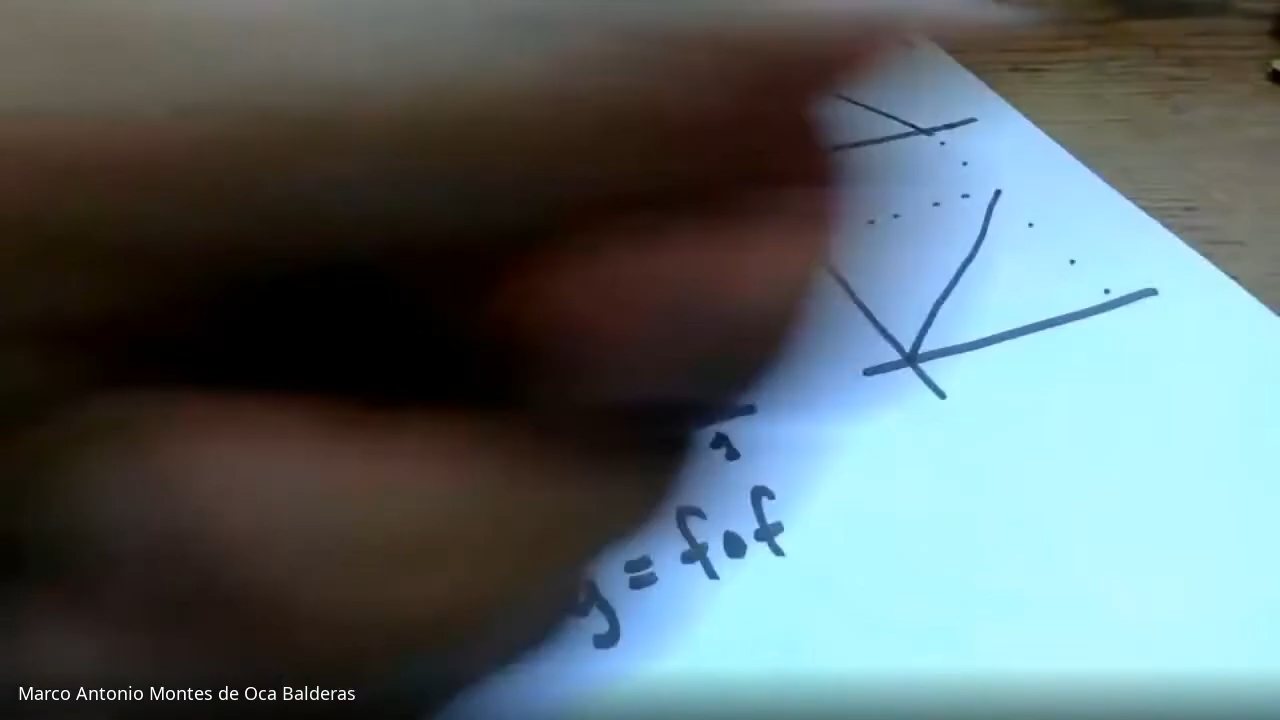 g
y = f∘f
Marco Antonio Montes de Oca Balderas